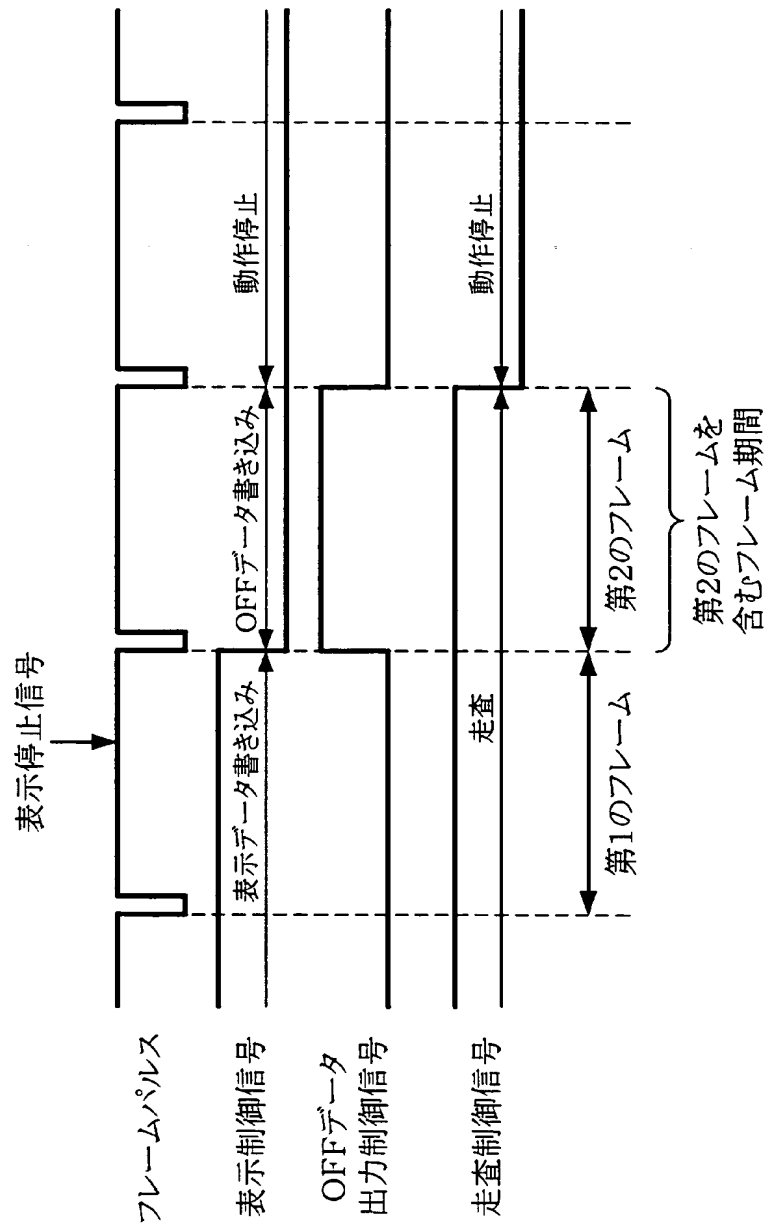 表示停止信号
フレームパルス
表示制御信号
表示データ書き込み
OFFデータ書き込み
動作停止
OFFデータ
出力制御信号
走査制御信号
走査
動作停止
第1のフレーム
第2のフレーム
第2のフレームを
含むフレーム期間